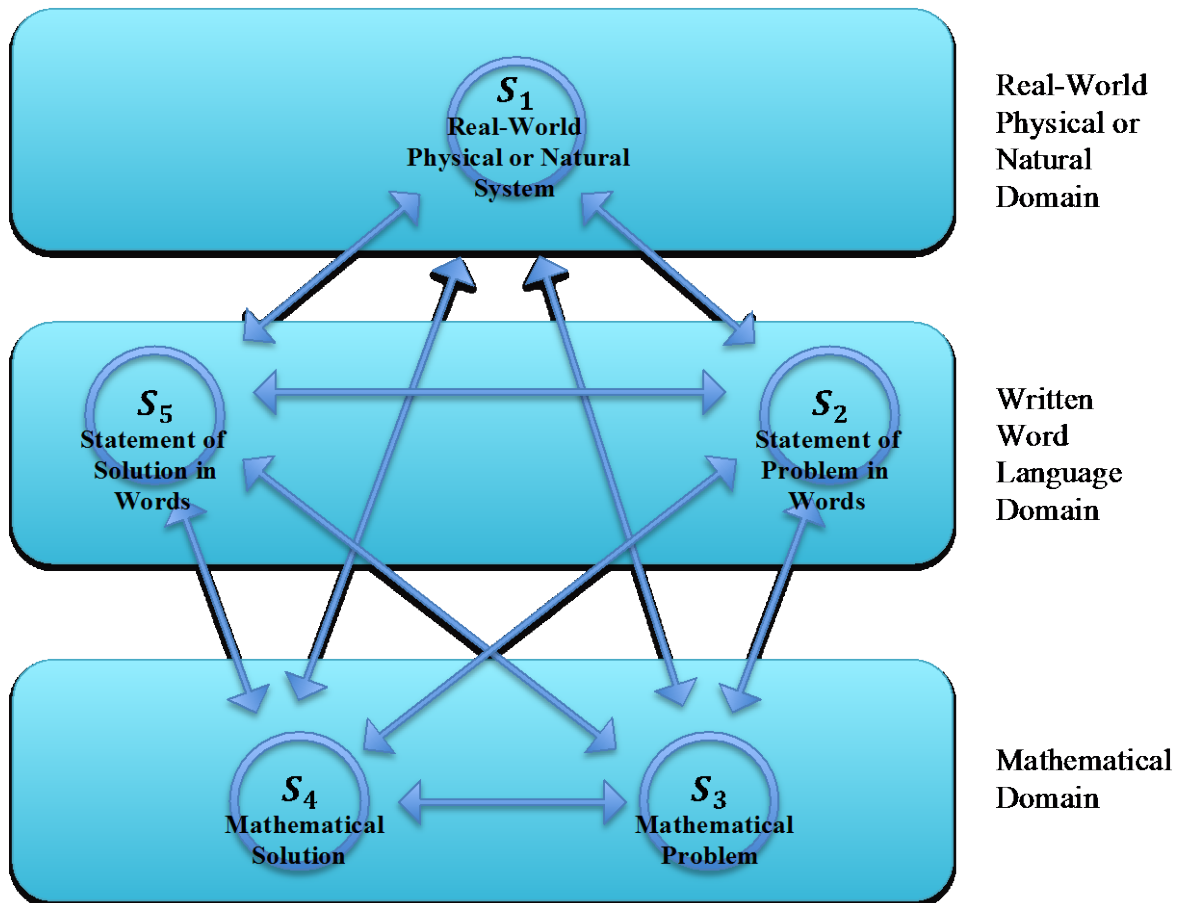 S₁
Real-World
Physical or Natural
System
Real-World
Physical or
Natural
Domain
S₅
Statement of
Solution in
Words
S₂
Statement of
Problem in
Words
Written
Word
Language
Domain
S₄
Mathematical
Solution
S₃
Mathematical
Problem
Mathematical
Domain